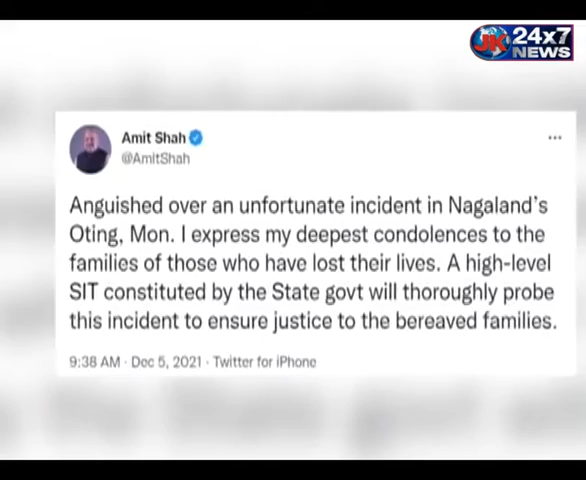 JK 24x7
NEWS
Amit Shah
@AmitShah
Anguished over an unfortunate incident in Nagaland's
Oting, Mon. I express my deepest condolences to the
families of those who have lost their lives. A high-level
SIT constituted by the State govt will thoroughly probe
this incident to ensure justice to the bereaved families.
9:38 AM · Dec 5, 2021 · Twitter for iPhone